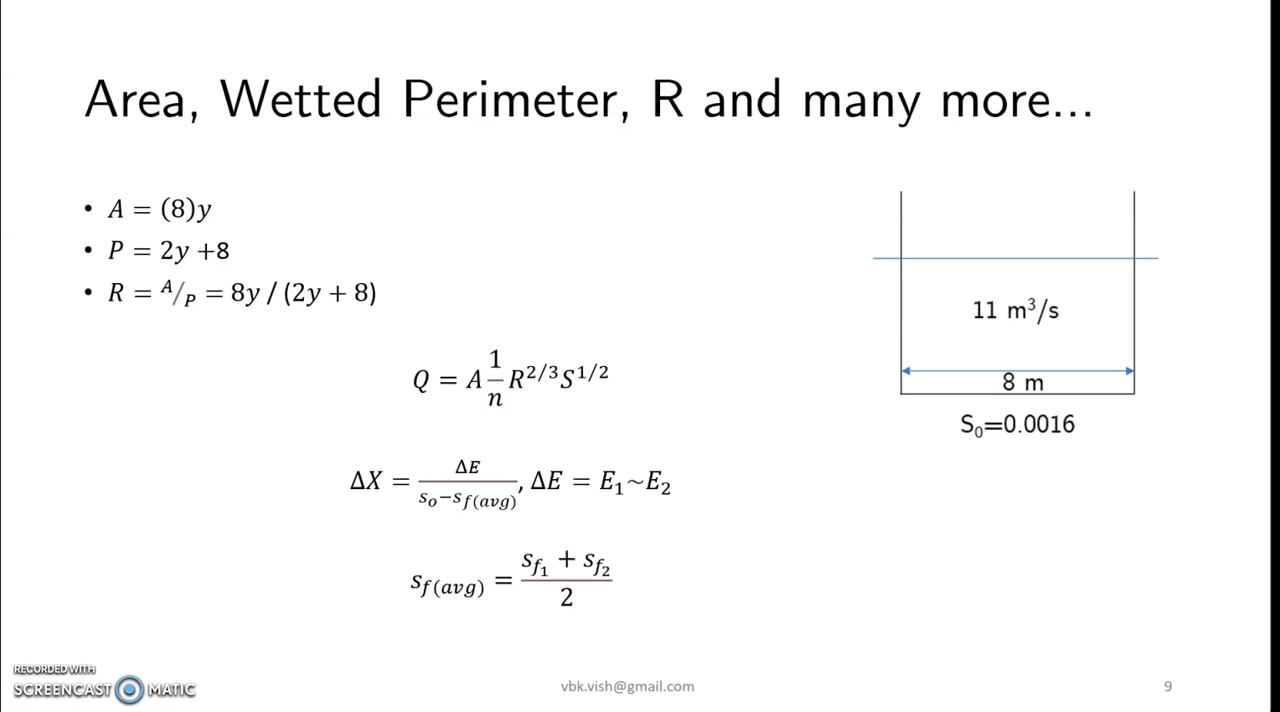 Area, Wetted Perimeter, R and many more...
• A = (8)y
• P = 2y +8
• R = A/P = 8y / (2y + 8)
Q = A 1/n R^2/3 S^1/2
ΔX = ΔE / (s_o−s_f(avg)), ΔE = E₁~E₂
s_f(avg) = (s_f₁ + s_f₂) / 2
11 m³/s
8 m
S₀=0.0016
RECORDED WITH
SCREENCAST MATIC
vbk.vish@gmail.com
9